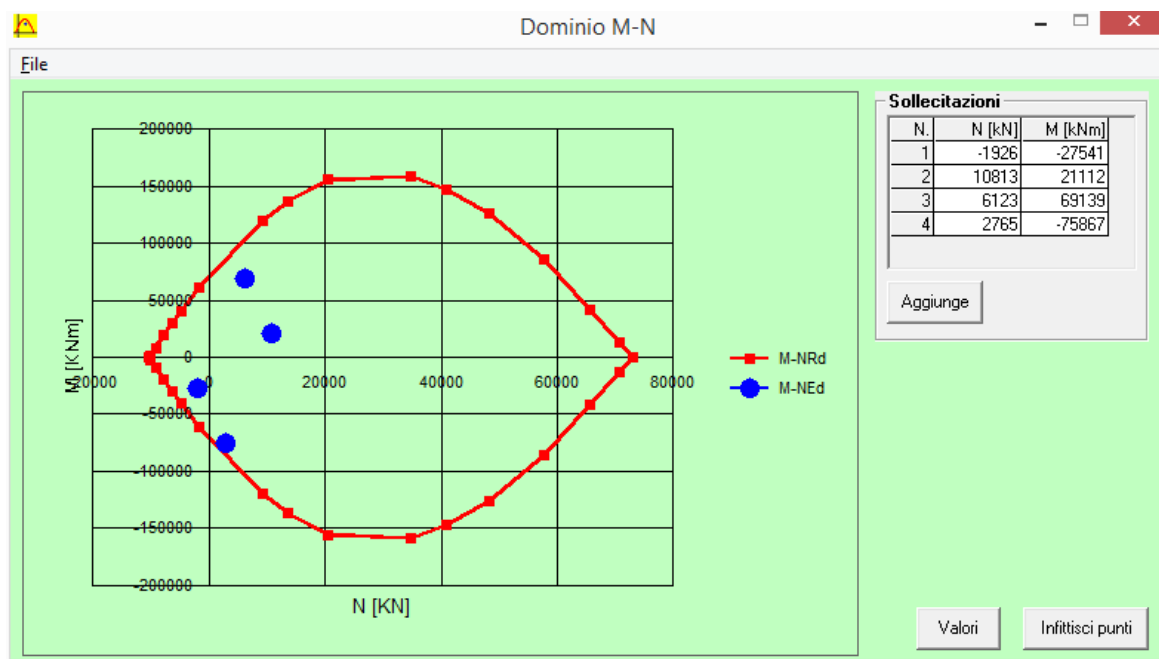 Dominio M-N
File
200000
150000
100000
50000
0
-20000 0 20000 40000 60000 80000
-50000
-100000
-150000
-200000
M [KNm]
N [KN]
M-NRd
M-NEd
Sollecitazioni
N. N [kN] M [kNm]
1 -1926 -27541
2 10813 21112
3 6123 69139
4 2765 -75867
Aggiunge
Valori Infittisci punti